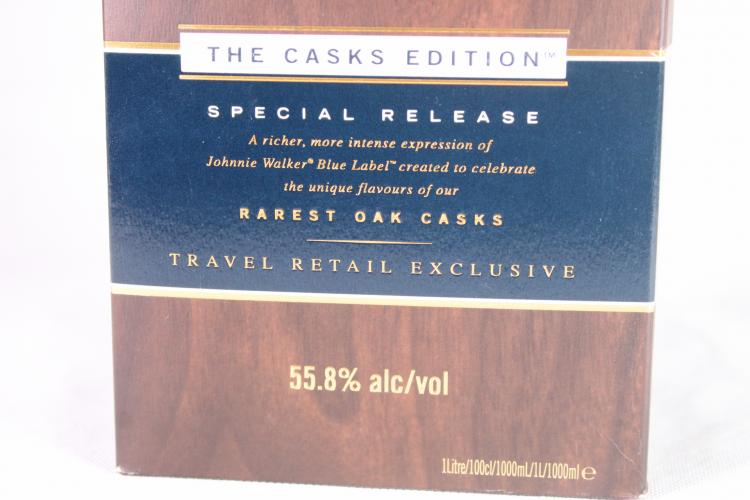 THE CASKS EDITION™
SPECIAL RELEASE
A richer, more intense expression of
Johnnie Walker® Blue Label™ created to celebrate
the unique flavours of our
RAREST OAK CASKS
TRAVEL RETAIL EXCLUSIVE
55.8% alc/vol
1Litre/100cl/1000mL/1L/1000ml℮